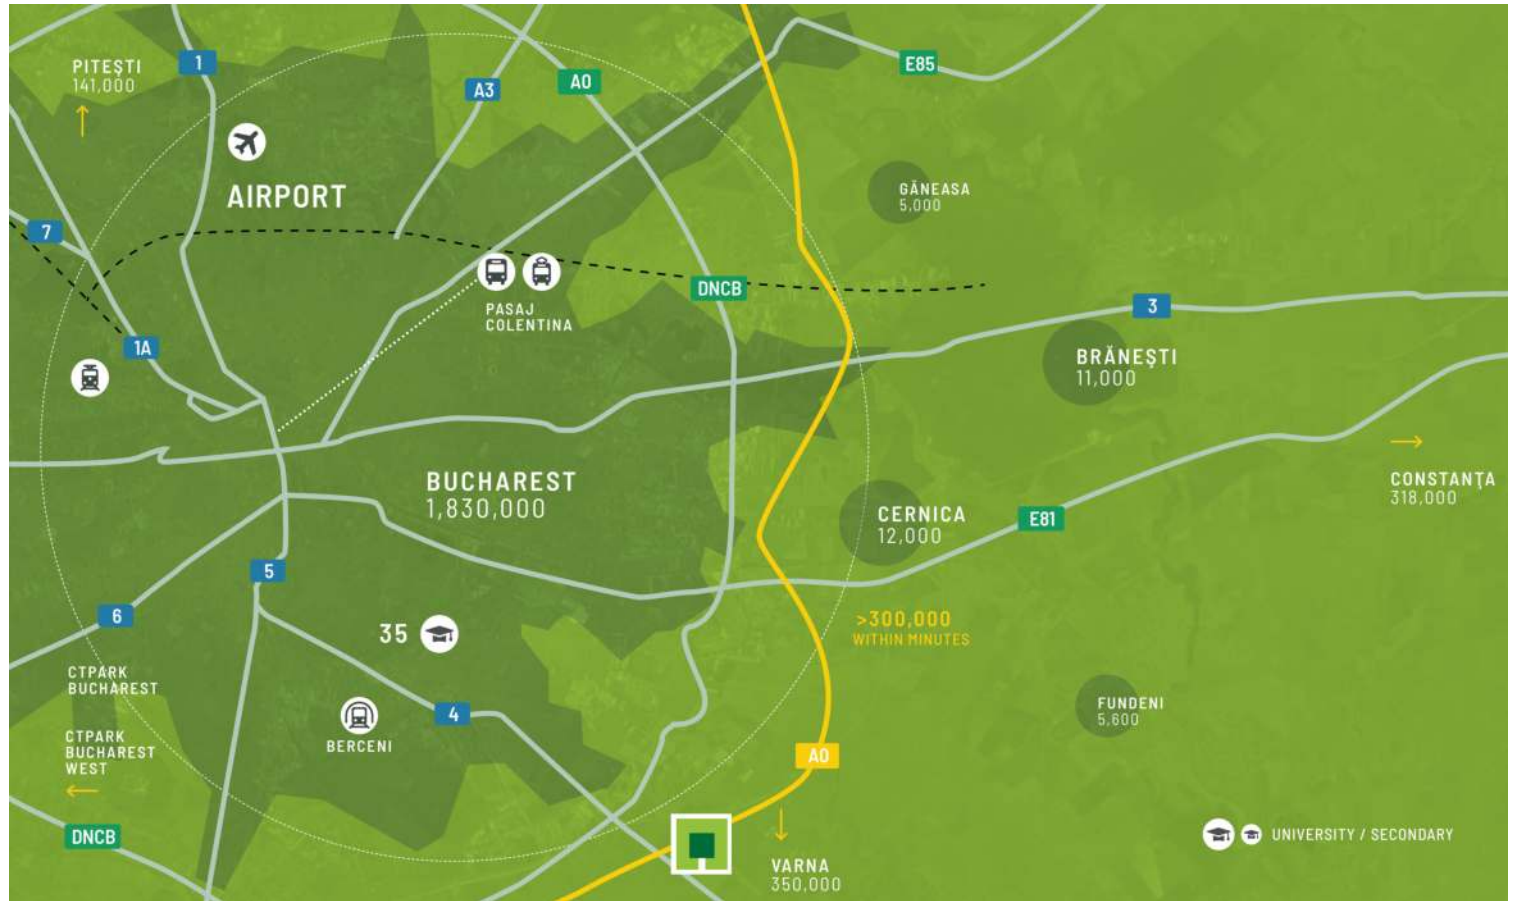 PITEŞTI
141,000
1
A3
A0
E85
AIRPORT
GĂNEASA
5,000
7
PASAJ
COLENTINA
DNCB
3
1A
BRĂNEŞTI
11,000
BUCHAREST
1,830,000
CERNICA
12,000
E81
CONSTANŢA
318,000
5
6
35
>300,000
WITHIN MINUTES
CTPARK
BUCHAREST
CTPARK
BUCHAREST
WEST
BERCENI
4
FUNDENI
5,600
A0
DNCB
VARNA
350,000
UNIVERSITY / SECONDARY